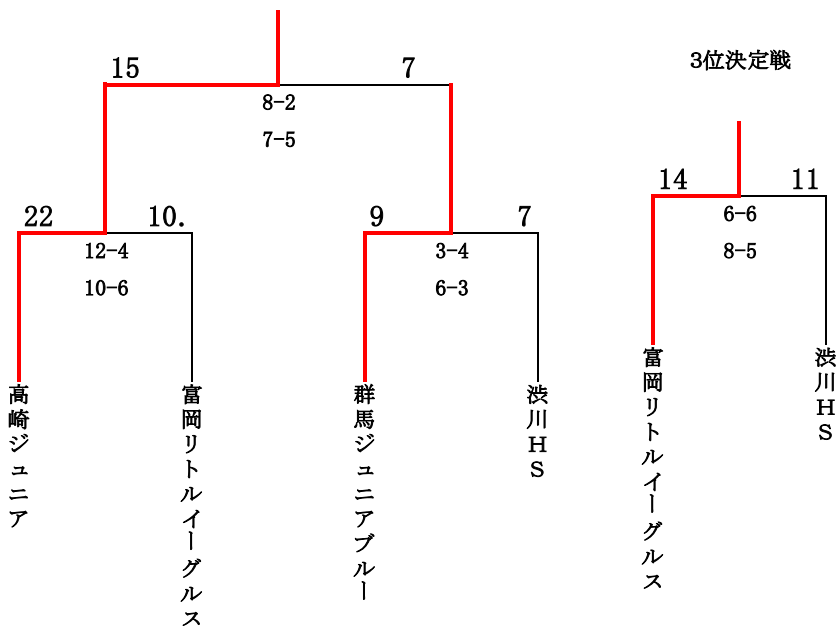 15
7
8-2
7-5
22
10.
12-4
10-6
9
7
3-4
6-3
高崎ジュニア
富岡リトルイーグルス
群馬ジュニアブルー
渋川HS
3位決定戦
14
11
6-6
8-5
富岡リトルイーグルス
渋川HS